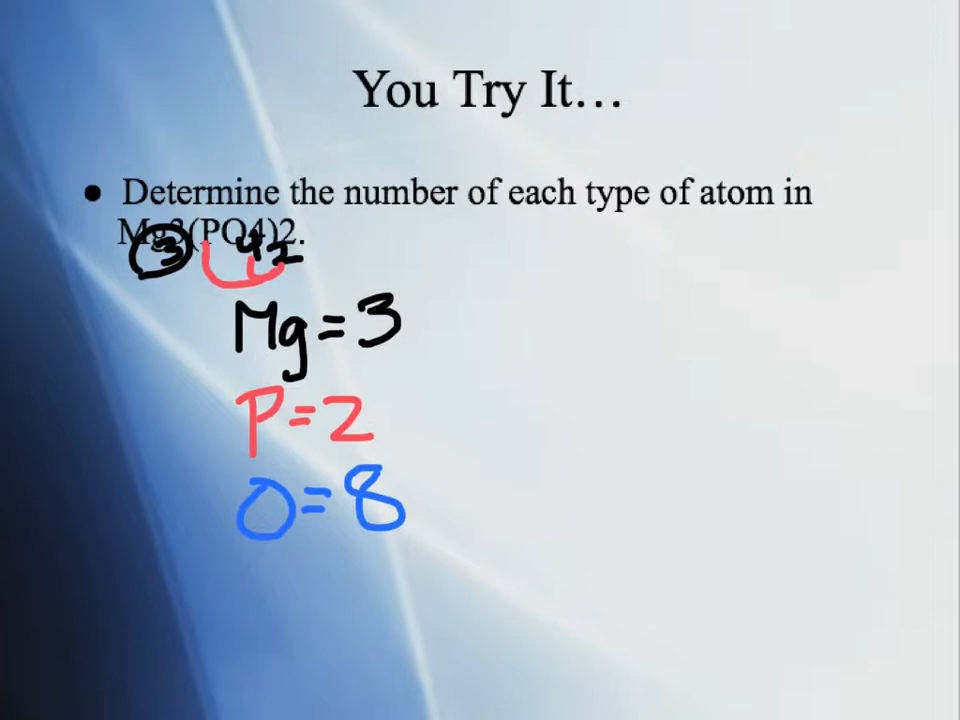 You Try It…
● Determine the number of each type of atom in
Mg3(PO4)2.
3 4 2
Mg=3
P=2
O=8